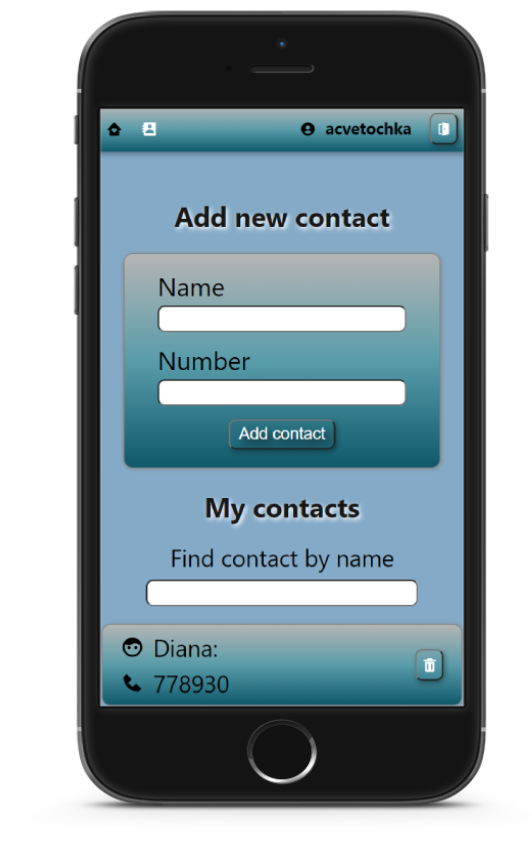 acvetochka
Add new contact
Name
Number
Add contact
My contacts
Find contact by name
Diana:
778930